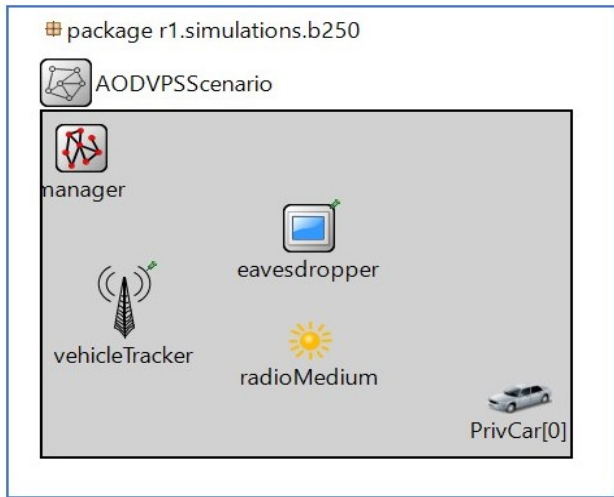 package r1.simulations.b250
AODVPSScenario
manager
eavesdropper
vehicleTracker
radioMedium
PrivCar[0]